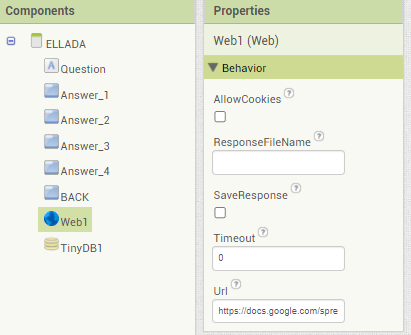 Components
ELLADA
Question
Answer_1
Answer_2
Answer_3
Answer_4
BACK
Web1
TinyDB1
Properties
Web1 (Web)
Behavior
AllowCookies ?
ResponseFileName ?
SaveResponse ?
Timeout ?
0
Url ?
https://docs.google.com/spre